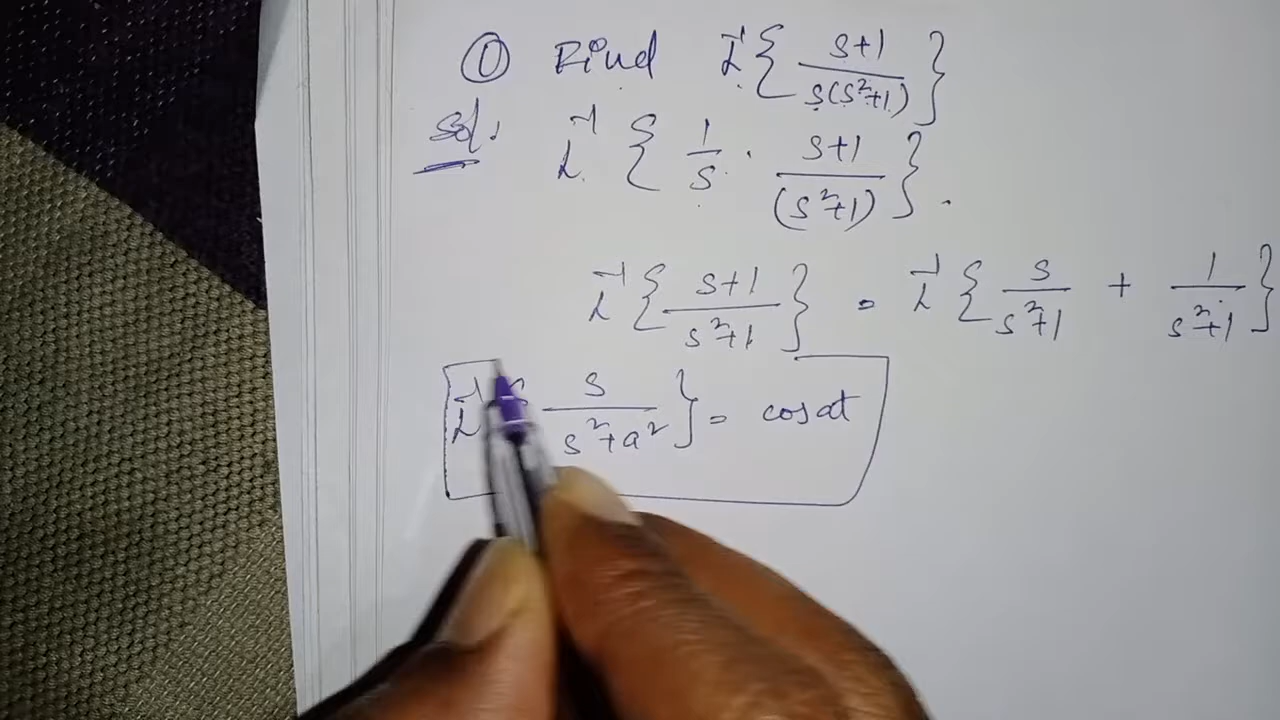 ① Find L⁻¹{ (s+1) / (s(s²+1)) }
Sol: L⁻¹ { 1/s · (s+1) / (s²+1) }.
L⁻¹{ (s+1) / (s²+1) } = L⁻¹{ s/(s²+1) + 1/(s²+1) }
L⁻¹{ s / (s²+a²) } = cos at